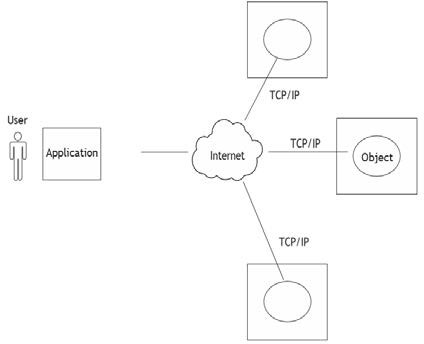 TCP/IP
User
Application
Internet
TCP/IP
Object
TCP/IP